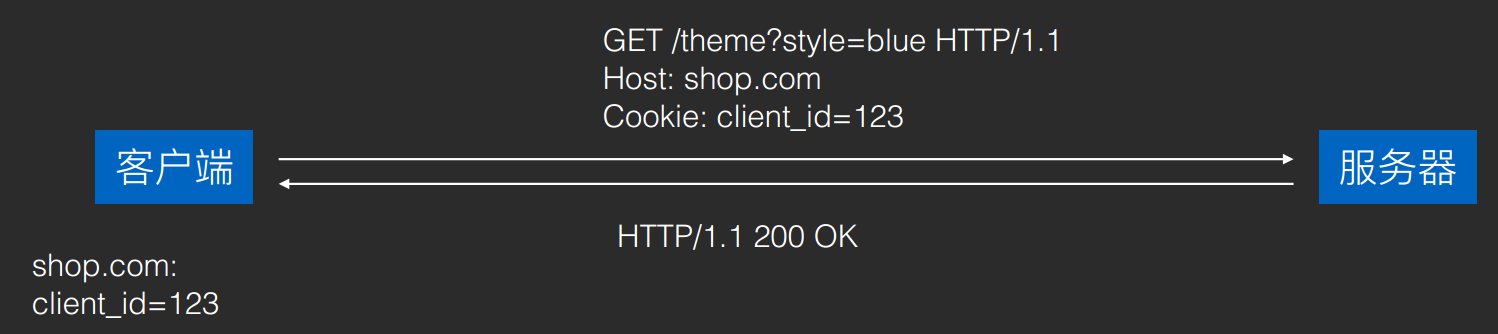 GET /theme?style=blue HTTP/1.1
Host: shop.com
Cookie: client_id=123
客户端
服务器
HTTP/1.1 200 OK
shop.com:
client_id=123